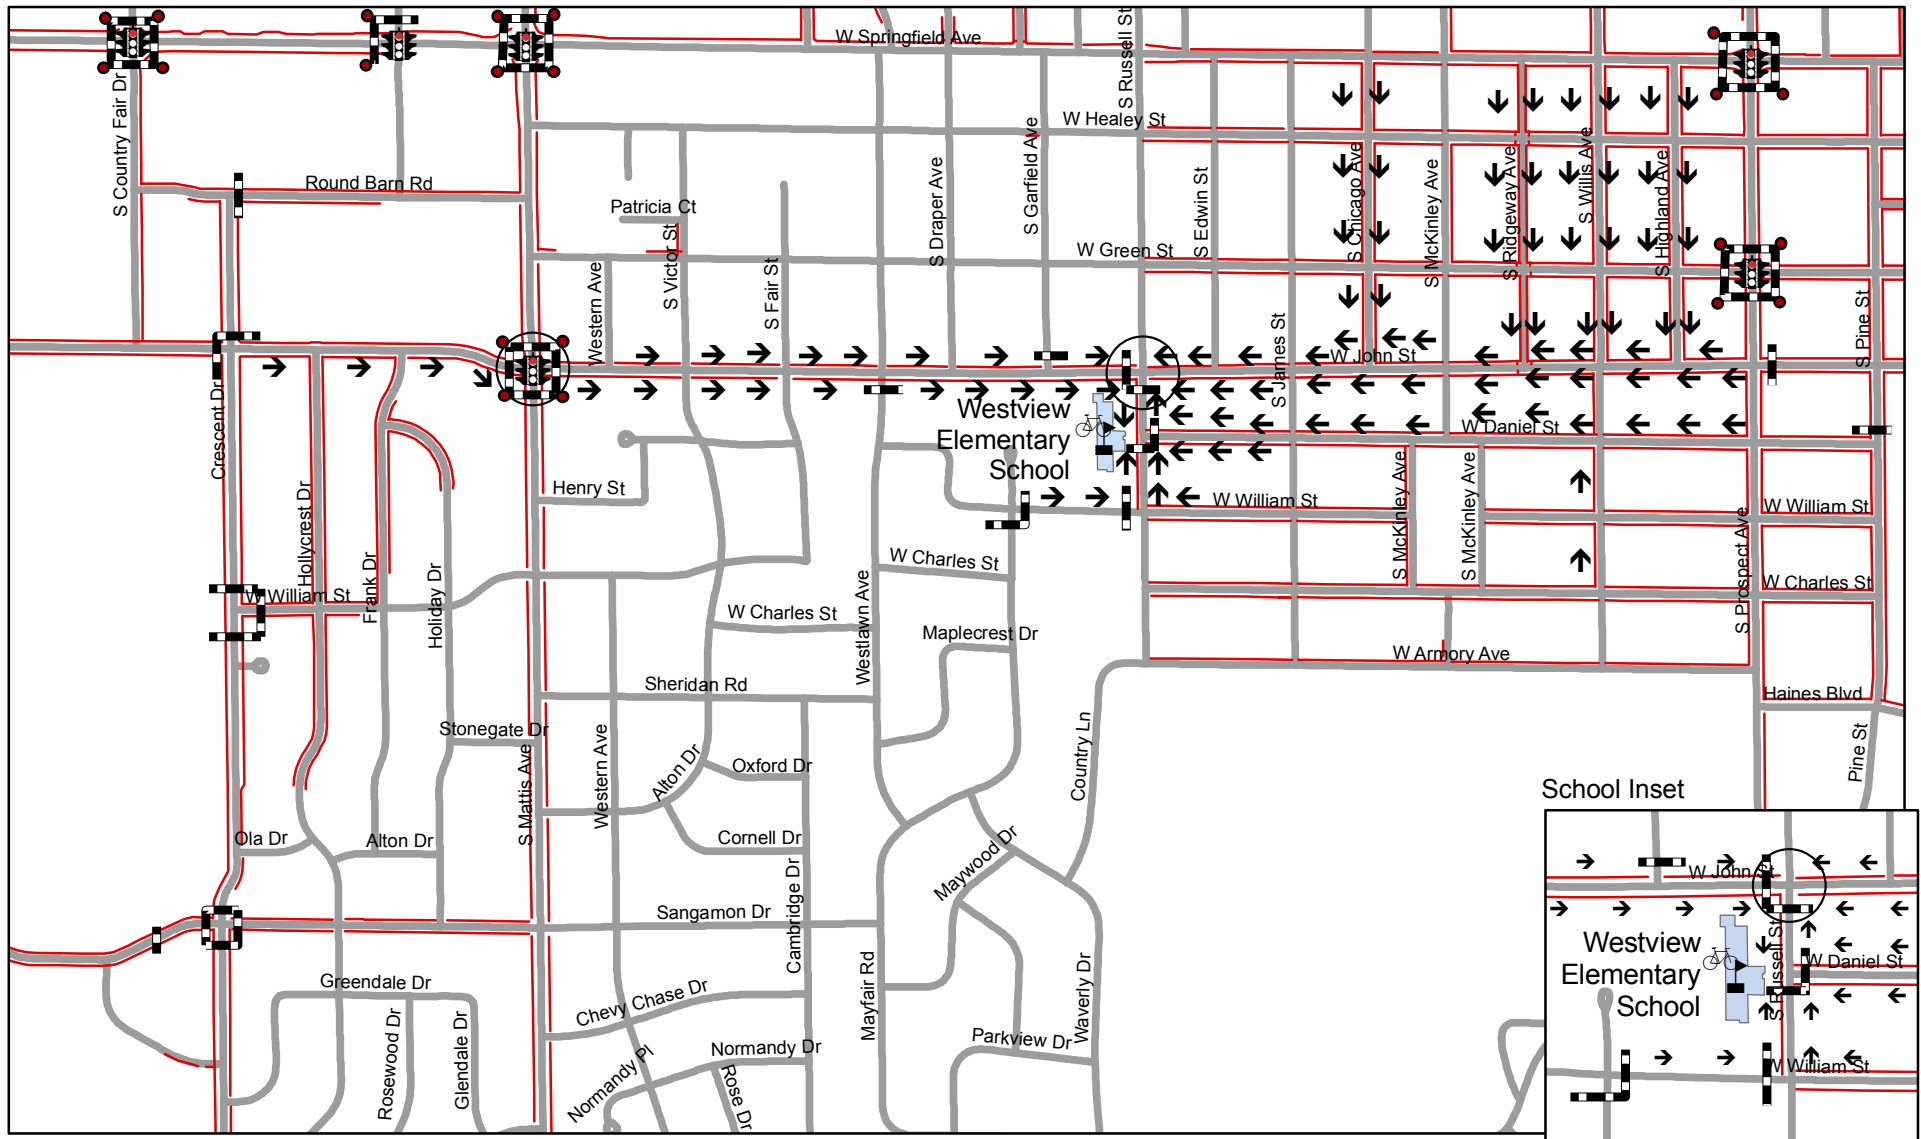 W Springfield Ave
S Russell St
S Country Fair Dr
W Healey St
Round Barn Rd
Patricia Ct
S Victor St
S Draper Ave
S Garfield Ave
S Edwin St
S Chicago Ave
S McKinley Ave
S Ridgeway Ave
S Willis Ave
S Highland Ave
W Green St
Western Ave
S Fair St
S James St
W John St
S Pine St
Crescent Dr
Westview
Elementary
School
W Daniel St
Henry St
Hollycrest Dr
Frank Dr
Holiday Dr
W William St
S McKinley Ave
S McKinley Ave
W William St
W William St
W Charles St
W Charles St
W Charles St
Westlawn Ave
Maplecrest Dr
S Prospect Ave
W Armory Ave
Sheridan Rd
Haines Blvd
Stonegate Dr
S Mattis Ave
Western Ave
Alton Dr
Oxford Dr
Country Ln
Pine St
Ola Dr
Alton Dr
Cornell Dr
Cambridge Dr
Maywood Dr
Sangamon Dr
Greendale Dr
Rosewood Dr
Glendale Dr
Chevy Chase Dr
Normandy Pl
Normandy Dr
Rose Dr
Mayfair Rd
Parkview Dr
Waverly Dr
School Inset
W John St
Westview
Elementary
School
S Russell St
W Daniel St
W William St